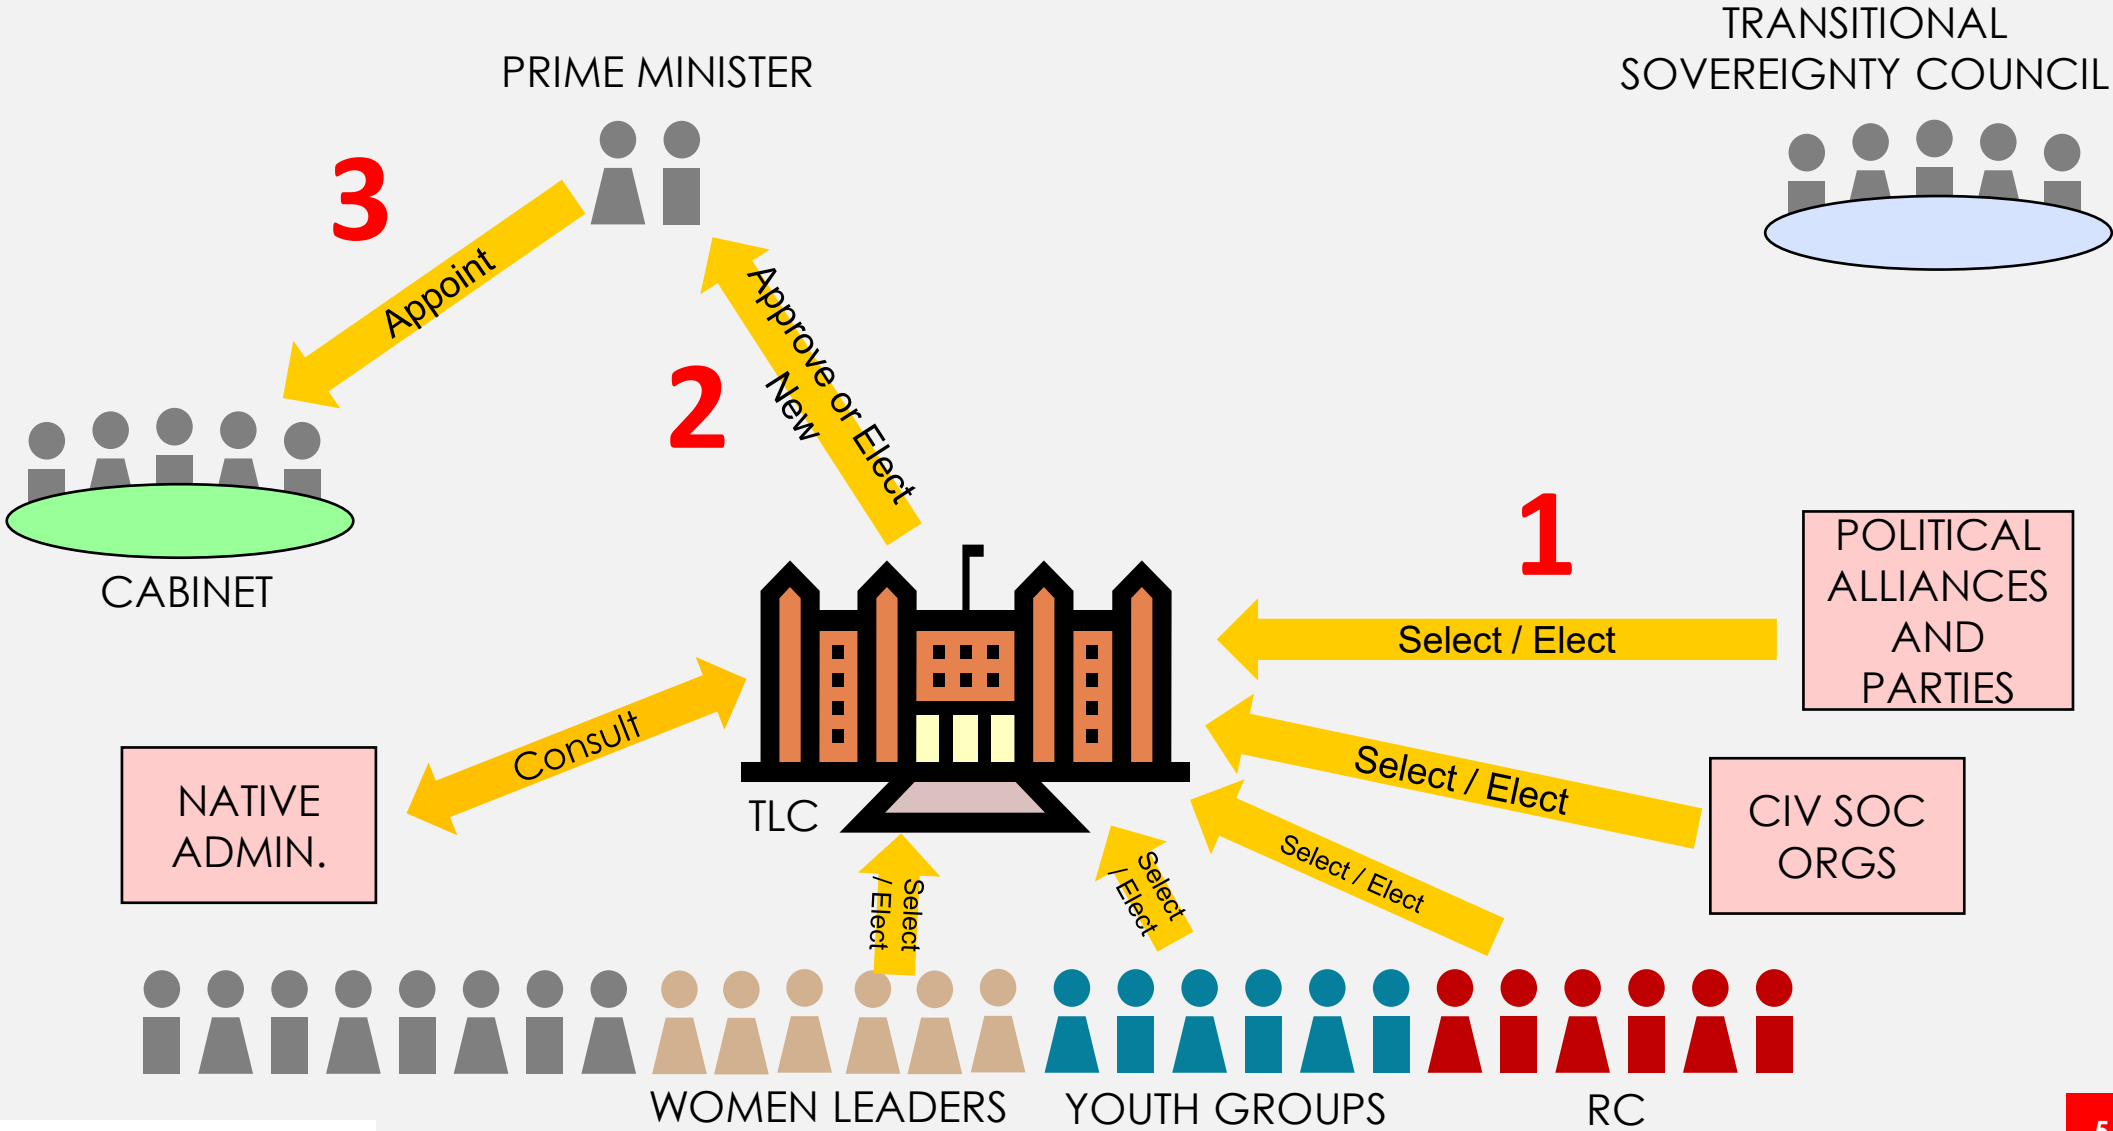 TRANSITIONAL
SOVEREIGNTY COUNCIL
PRIME MINISTER
3
Appoint
Approve or Elect
New
2
1
CABINET
POLITICAL
ALLIANCES
AND
PARTIES
Select / Elect
Consult
Select / Elect
NATIVE
ADMIN.
TLC
CIV SOC
ORGS
Select / Elect
Select
/ Elect
Select
/ Elect
WOMEN LEADERS
YOUTH GROUPS
RC
5